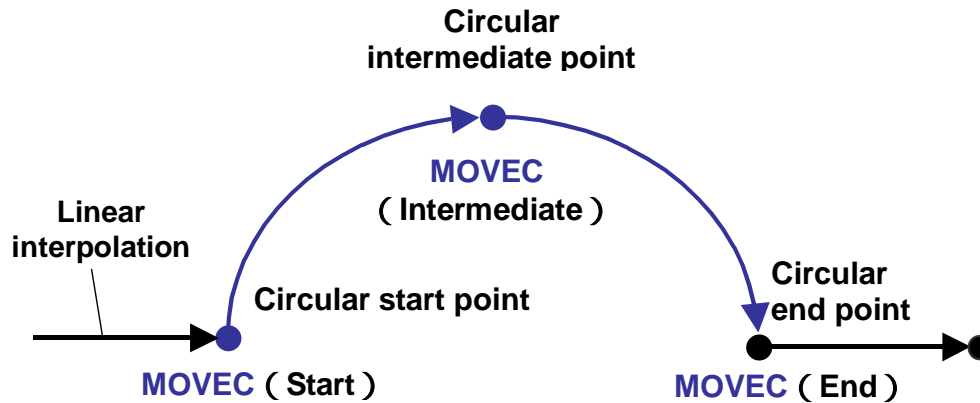 Circular
intermediate point
MOVEC
( Intermediate )
Linear
interpolation
Circular start point
MOVEC ( Start )
Circular
end point
MOVEC ( End )